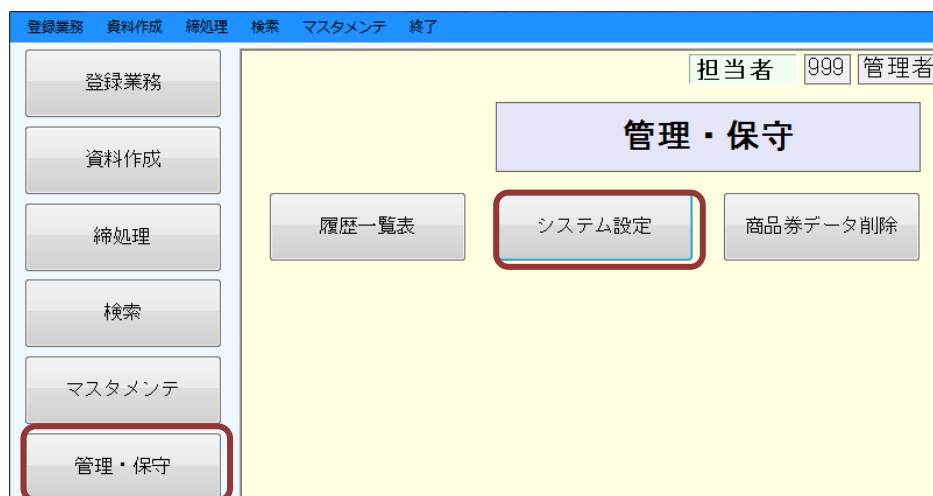 登録業務 資料作成 締処理 検索 マスタメンテ 終了
担当者 999 管理者
管理・保守
登録業務
資料作成
締処理
検索
マスタメンテ
管理・保守
履歴一覧表 システム設定 商品券データ削除